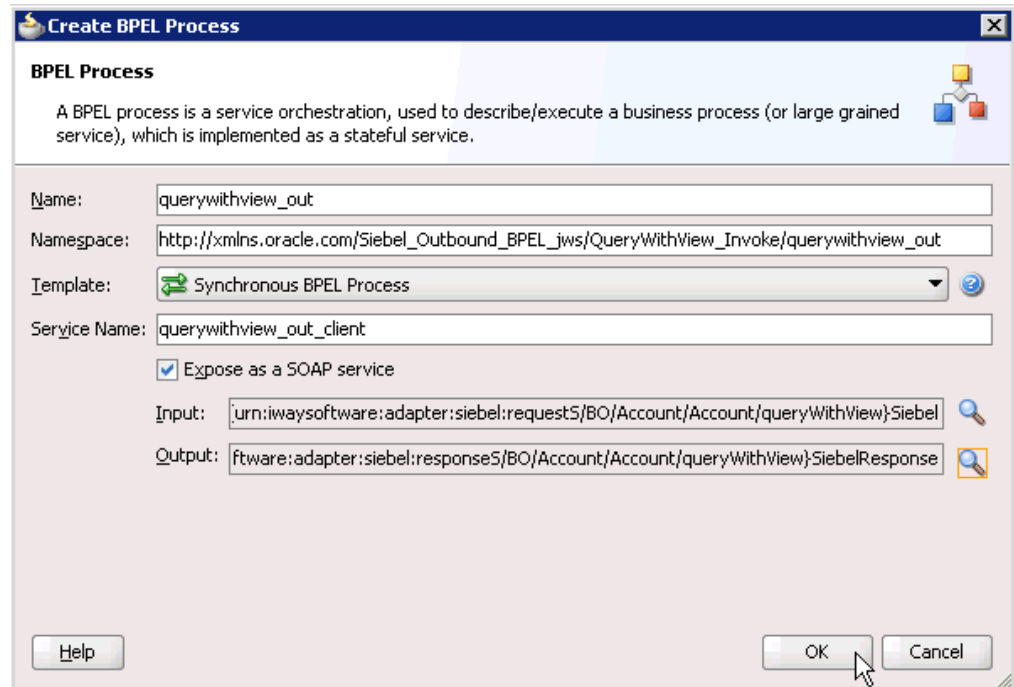 Create BPEL Process
BPEL Process
A BPEL process is a service orchestration, used to describe/execute a business process (or large grained
service), which is implemented as a stateful service.
Name: querywithview_out
Namespace: http://xmlns.oracle.com/Siebel_Outbound_BPEL_jws/QueryWithView_Invoke/querywithview_out
Template: Synchronous BPEL Process
Service Name: querywithview_out_client
Expose as a SOAP service
Input: urn:iwaysoftware:adapter:siebel:requestS/BO/Account/Account/queryWithView}Siebel
Output: ftware:adapter:siebel:responseS/BO/Account/Account/queryWithView}SiebelResponse
Help OK Cancel